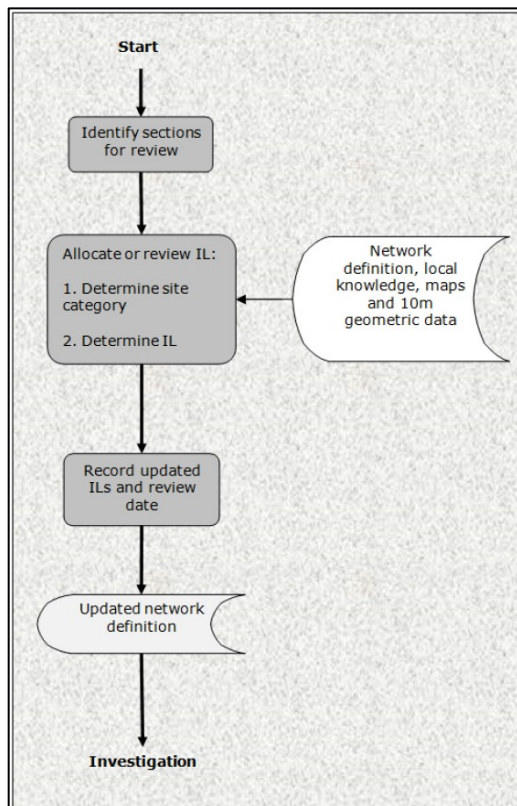 Start
Identify sections
for review
Allocate or review IL:
1. Determine site
category
2. Determine IL
Network
definition, local
knowledge, maps
and 10m
geometric data
Record updated
ILs and review
date
Updated network
definition
Investigation